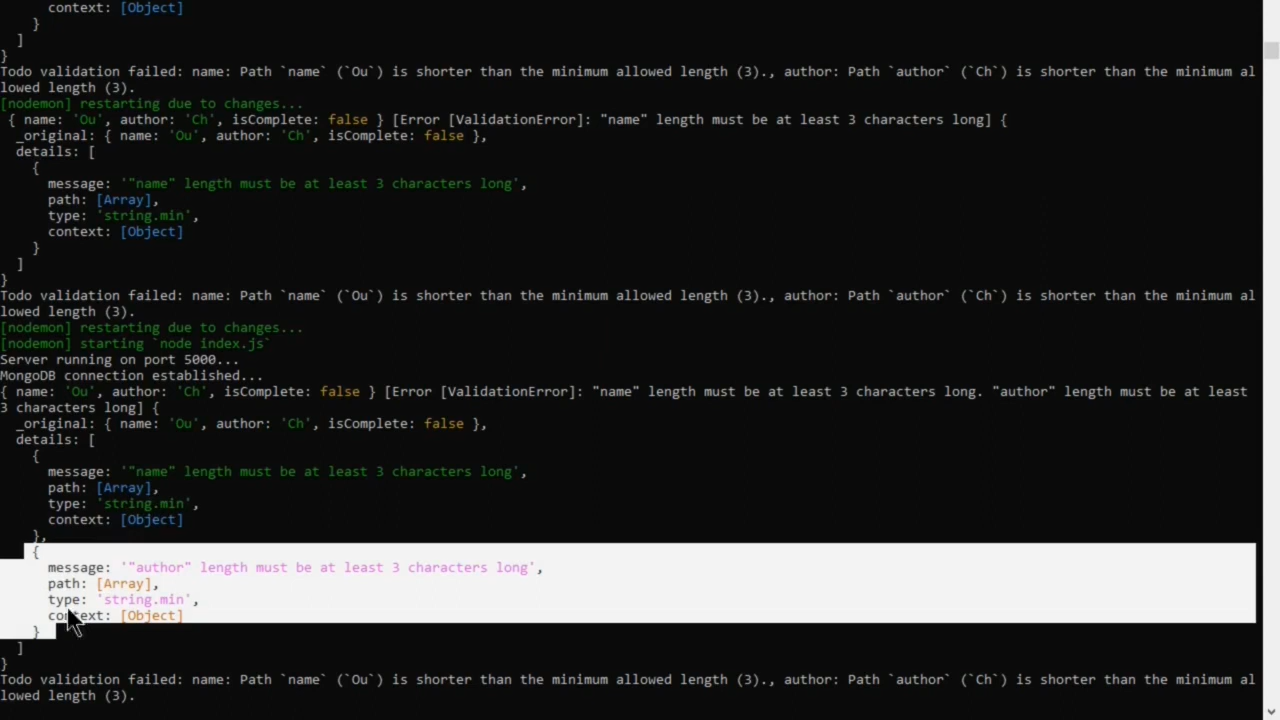 context: [Object]
}
]
}
Todo validation failed: name: Path `name` (`Ou`) is shorter than the minimum allowed length (3)., author: Path `author` (`Ch`) is shorter than the minimum al
lowed length (3).
[nodemon] restarting due to changes...
{ name: 'Ou', author: 'Ch', isComplete: false } [Error [ValidationError]: "name" length must be at least 3 characters long] {
_original: { name: 'Ou', author: 'Ch', isComplete: false },
details: [
{
message: '"name" length must be at least 3 characters long',
path: [Array],
type: 'string.min',
context: [Object]
}
]
}
Todo validation failed: name: Path `name` (`Ou`) is shorter than the minimum allowed length (3)., author: Path `author` (`Ch`) is shorter than the minimum al
lowed length (3).
[nodemon] restarting due to changes...
[nodemon] starting `node index.js`
Server running on port 5000...
MongoDB connection established...
{ name: 'Ou', author: 'Ch', isComplete: false } [Error [ValidationError]: "name" length must be at least 3 characters long. "author" length must be at least
3 characters long] {
_original: { name: 'Ou', author: 'Ch', isComplete: false },
details: [
{
message: '"name" length must be at least 3 characters long',
path: [Array],
type: 'string.min',
context: [Object]
},
{
message: '"author" length must be at least 3 characters long',
path: [Array],
type: 'string.min',
context: [Object]
}
]
}
Todo validation failed: name: Path `name` (`Ou`) is shorter than the minimum allowed length (3)., author: Path `author` (`Ch`) is shorter than the minimum al
lowed length (3).